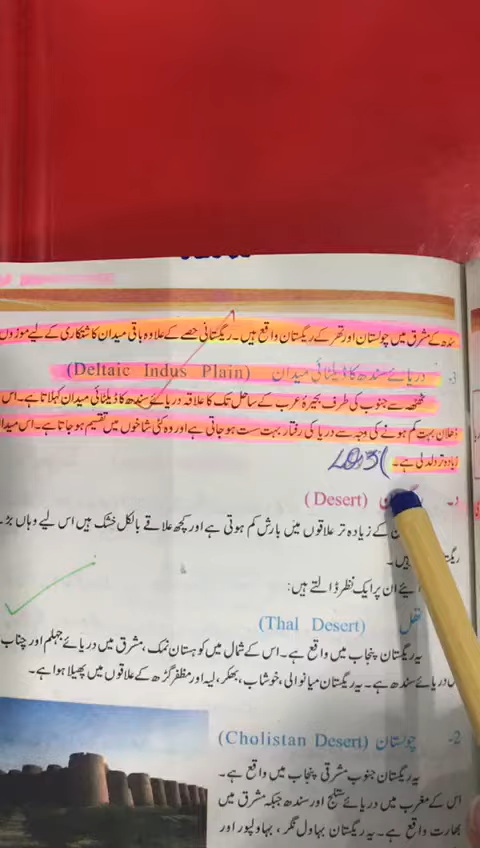 سندھ کے مشرق میں چولستان اور تھر کے ریگستان واقع ہیں۔ ریگستانی حصے کے علاوہ باقی میدان کاشتکاری کے لیے موزوں
3۔ دریائے سندھ کا ڈیلٹائی میدان (Deltaic Indus Plain)
ٹھٹھہ سے جنوب کی طرف بحیرۂ عرب کے ساحل تک کا علاقہ دریائے سندھ کا ڈیلٹائی میدان کہلاتا ہے۔ اس
ڈھلان بہت کم ہونے کی وجہ سے دریا کی رفتار بہت سست ہو جاتی ہے اور وہ کئی شاخوں میں تقسیم ہو جاتا ہے۔ اس میدا
زیادہ تر دلدلی ہے۔
د۔ (Desert)
کے زیادہ تر علاقوں میں بارش کم ہوتی ہے اور کچھ علاقے بالکل خشک ہیں اس لیے وہاں بڑ
ریگ ہیں۔
آئیے ان پر ایک نظر ڈالتے ہیں:
تھل (Thal Desert)
یہ ریگستان پنجاب میں واقع ہے۔ اس کے شمال میں کوہستان نمک، مشرق میں دریائے جہلم اور چناب
دریائے سندھ ہے۔ یہ ریگستان میانوالی، خوشاب، بھکر، لیہ اور مظفر گڑھ کے علاقوں میں پھیلا ہوا ہے۔
2۔ چولستان (Cholistan Desert)
یہ ریگستان جنوب مشرقی پنجاب میں واقع ہے۔
اس کے مغرب میں دریائے ستلج اور سندھ جبکہ مشرق میں
بھارت واقع ہے۔ یہ ریگستان بہاول نگر، بہاولپور اور